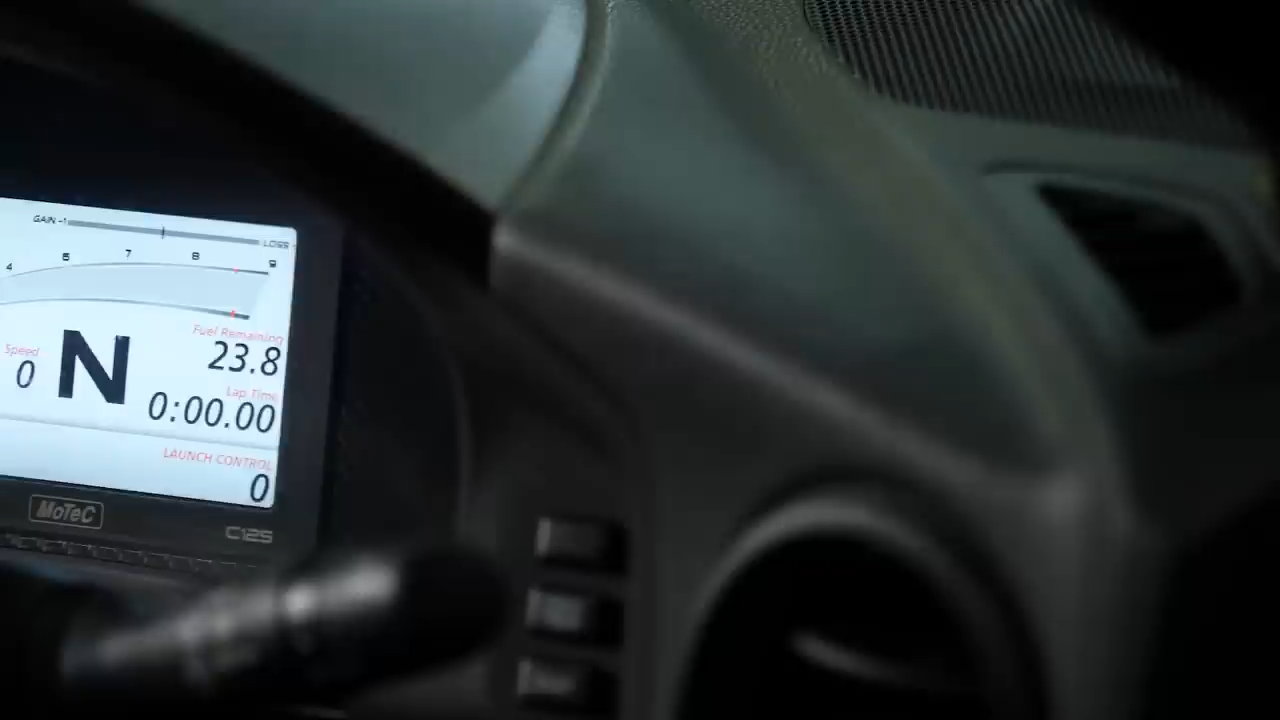 GAIN -1
LOSS
4 6 7 8 9
Fuel Remaining
23.8
Speed
0
N
Lap Time
0:00.00
LAUNCH CONTROL
0
MoTeC
C125